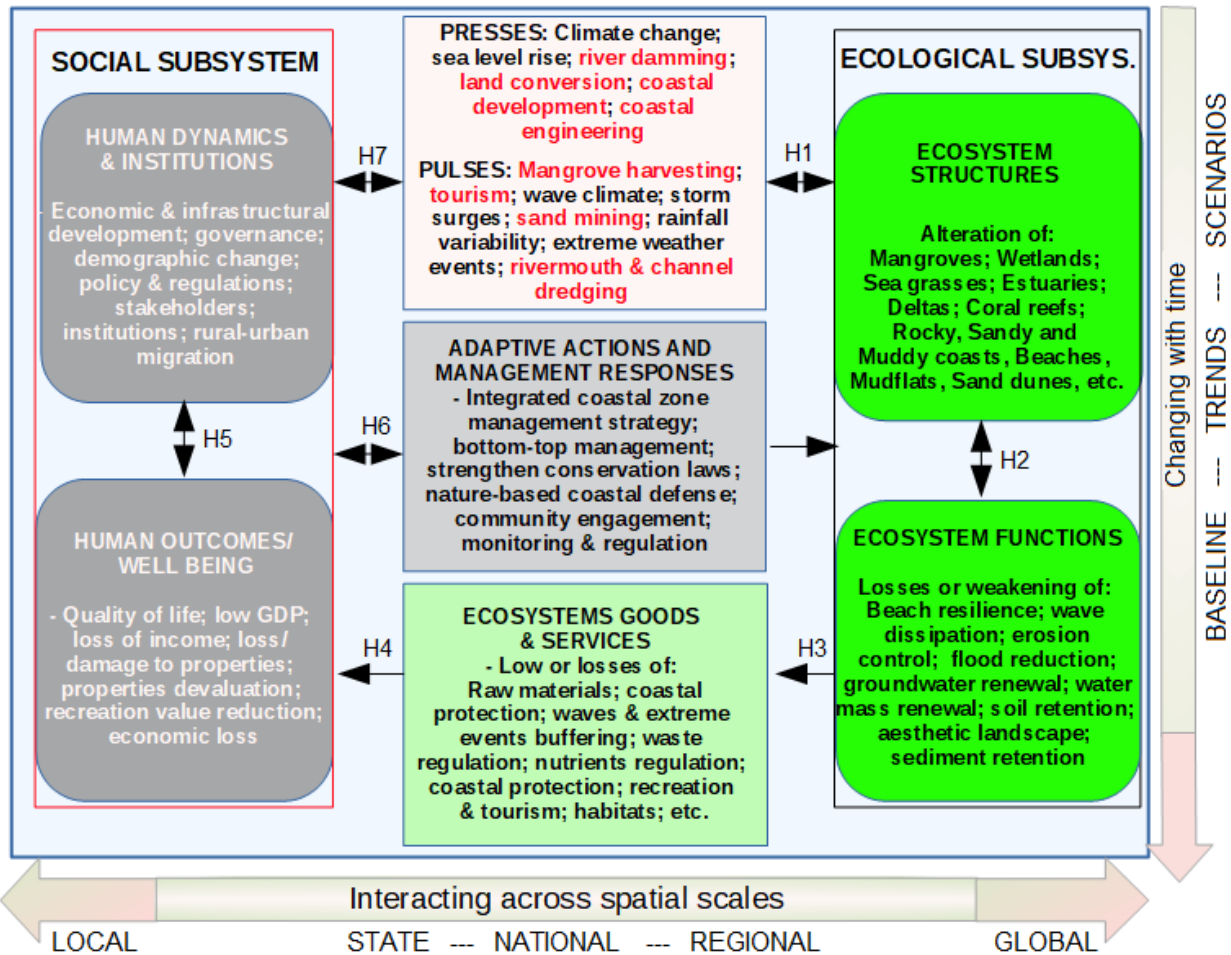 SOCIAL SUBSYSTEM
HUMAN DYNAMICS
& INSTITUTIONS
- Economic & infrastructural
development; governance;
demographic change;
policy & regulations;
stakeholders;
institutions; rural-urban
migration
H5
HUMAN OUTCOMES/
WELL BEING
- Quality of life; low GDP;
loss of income; loss/
damage to properties;
properties devaluation;
recreation value reduction;
economic loss
H7
H6
H4
PRESSES: Climate change;
sea level rise; river damming;
land conversion; coastal
development; coastal
engineering
PULSES: Mangrove harvesting;
tourism; wave climate; storm
surges; sand mining; rainfall
variability; extreme weather
events; rivermouth & channel
dredging
ADAPTIVE ACTIONS AND
MANAGEMENT RESPONSES
- Integrated coastal zone
management strategy;
bottom-top management;
strengthen conservation laws;
nature-based coastal defense;
community engagement;
monitoring & regulation
ECOSYSTEMS GOODS
& SERVICES
- Low or losses of:
Raw materials; coastal
protection; waves & extreme
events buffering; waste
regulation; nutrients regulation;
coastal protection; recreation
& tourism; habitats; etc.
H1
H3
ECOLOGICAL SUBSYS.
ECOSYSTEM
STRUCTURES
Alteration of:
Mangroves; Wetlands;
Sea grasses; Estuaries;
Deltas; Coral reefs;
Rocky, Sandy and
Muddy coasts, Beaches,
Mudflats, Sand dunes, etc.
H2
ECOSYSTEM FUNCTIONS
Losses or weakening of:
Beach resilience; wave
dissipation; erosion
control; flood reduction;
groundwater renewal; water
mass renewal; soil retention;
aesthetic landscape;
sediment retention
Changing with time
BASELINE --- TRENDS --- SCENARIOS
Interacting across spatial scales
LOCAL STATE --- NATIONAL --- REGIONAL GLOBAL